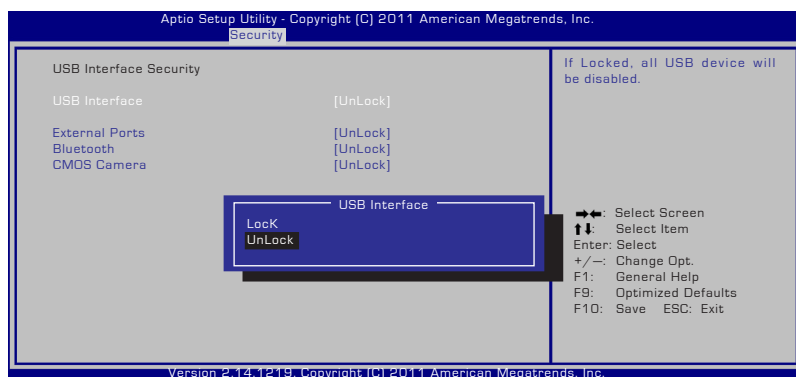 Aptio Setup Utility - Copyright (C) 2011 American Megatrends, Inc.
Security
USB Interface Security
USB Interface [UnLock]
External Ports [UnLock]
Bluetooth [UnLock]
CMOS Camera [UnLock]
USB Interface
LocK
UnLock
If Locked, all USB device will
be disabled.
→←: Select Screen
↑↓: Select Item
Enter: Select
+/—: Change Opt.
F1: General Help
F9: Optimized Defaults
F10: Save ESC: Exit
Version 2.14.1219. Copyright (C) 2011 American Megatrends, Inc.